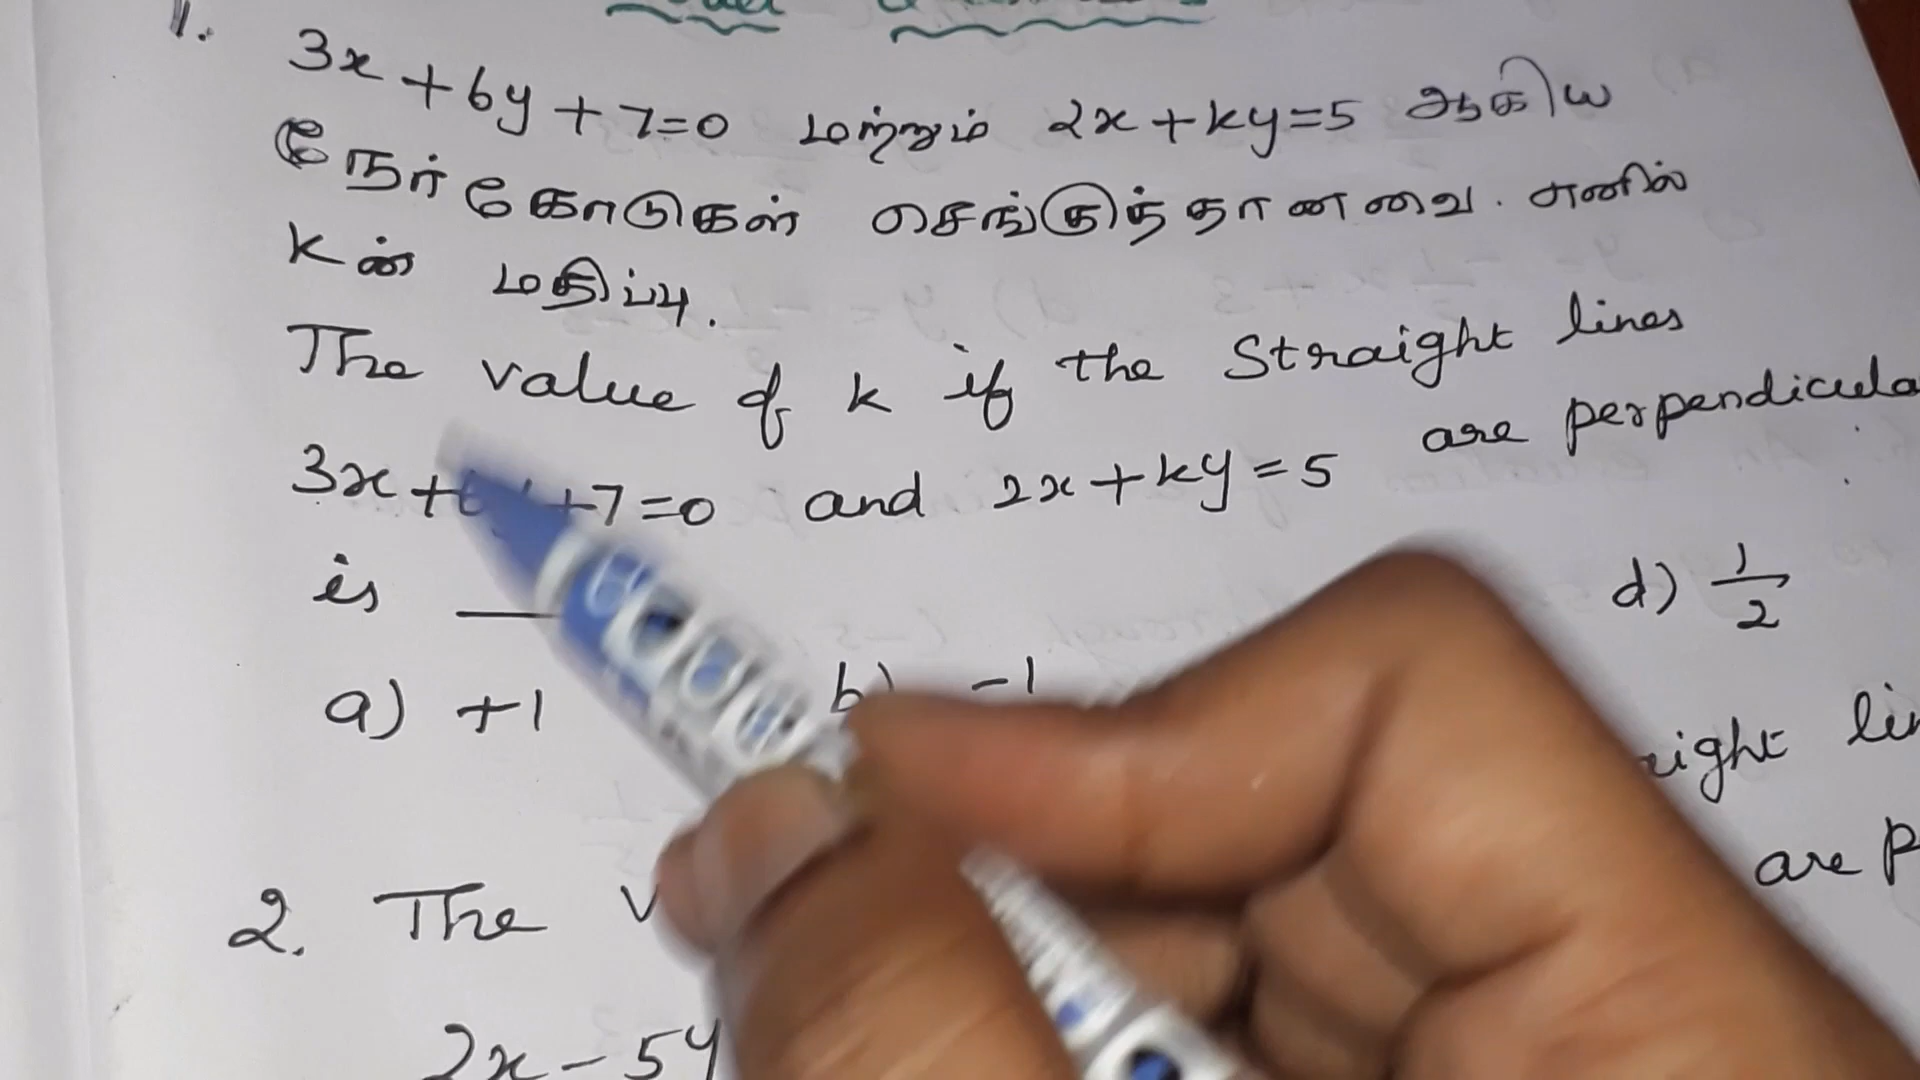 1. 3x + 6y + 7=0 மற்றும் 2x + ky=5 ஆகிய
நேர்கோடுகள் செங்குத்தானவை. எனில்
k ன் மதிப்பு.
The value of k if the Straight lines
3x + +7=0 and 2x + ky = 5 are perpendicula
is ___
a) +1 b) -1 d) 1/2
2. The
are
2x - 5y